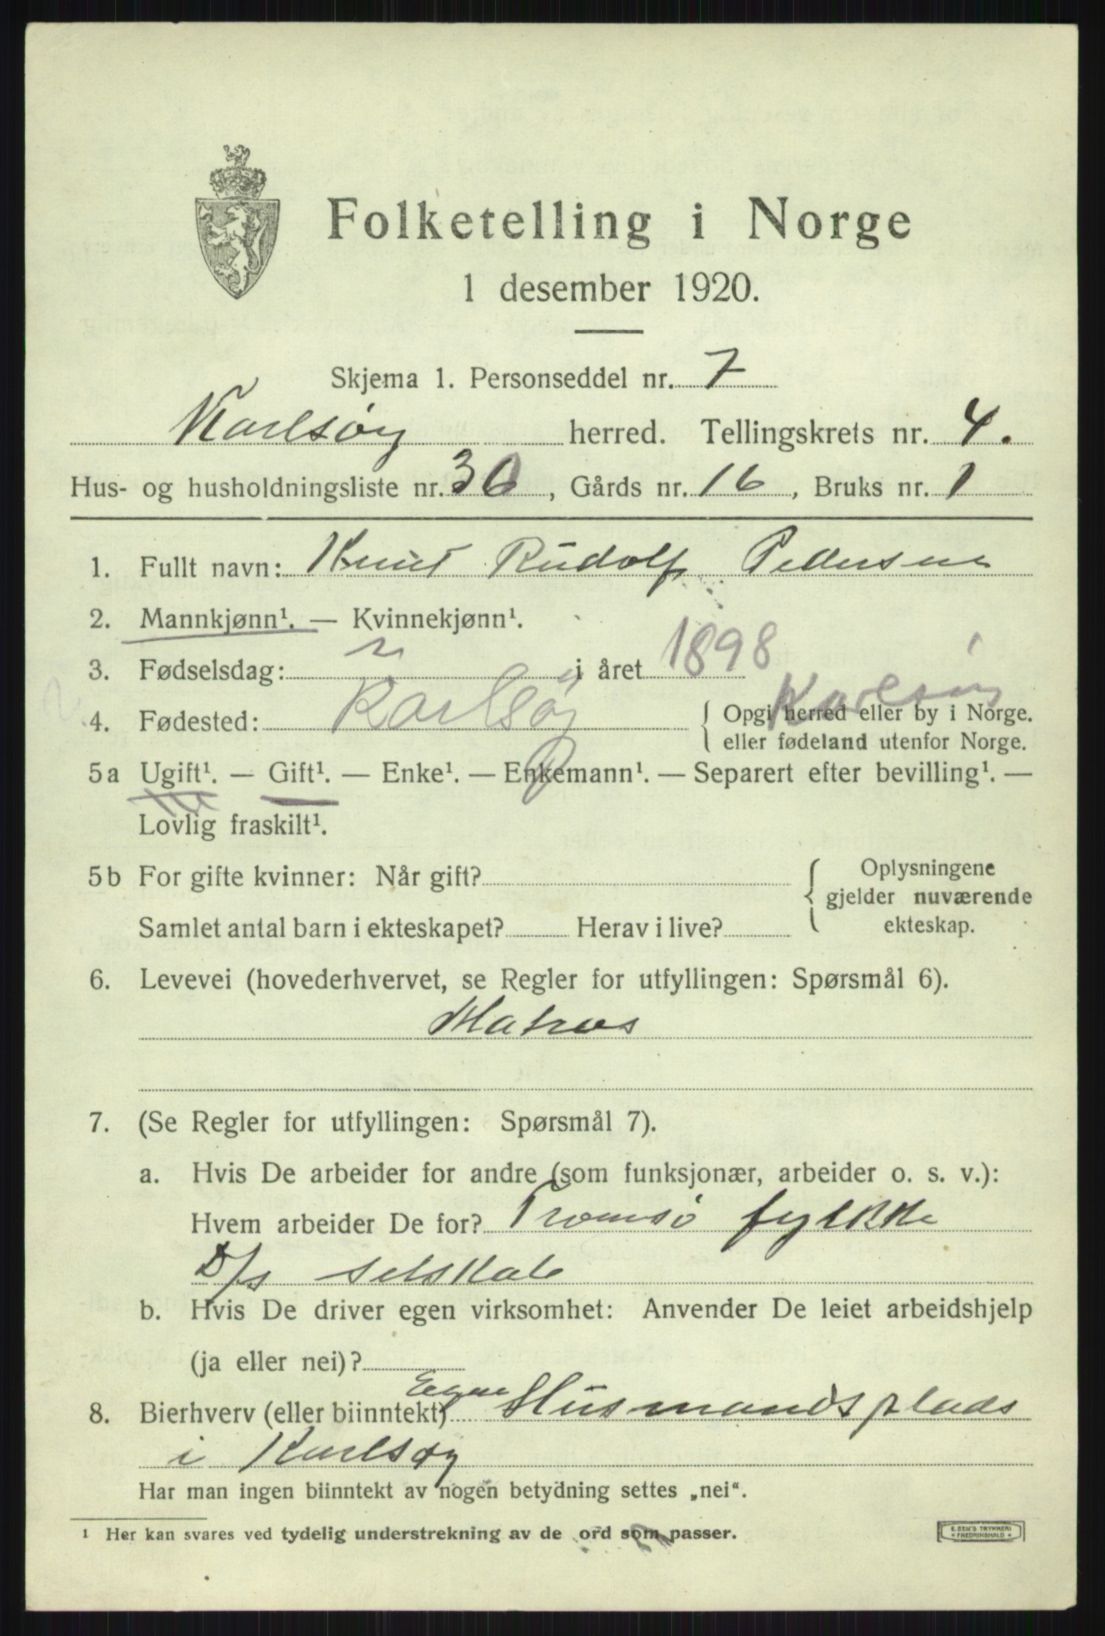 Folketelling i Norge
1 desember 1920.
Skjema 1. Personseddel nr. 7
Karlsøy herred. Tellingskrets nr. 4.
Hus- og husholdningsliste nr. 30, Gårds nr. 16, Bruks nr. 1
1. Fullt navn: Knut Rudolf Pedersen
2. Mannkjønn¹. — Kvinnekjønn¹.
3. Fødselsdag: i året 1898
4. Fødested: Karlsøy { Opgi herred eller by i Norge. Karlsøy
eller fødeland utenfor Norge.
5a Ugift¹. — Gift¹. — Enke¹. — Enkemann¹. — Separert efter bevilling¹. —
Lovlig fraskilt¹.
5b For gifte kvinner: Når gift? { Oplysningene
gjelder nuværende
Samlet antal barn i ekteskapet? Herav i live? ekteskap.
6. Levevei (hovederhvervet, se Regler for utfyllingen: Spørsmål 6).
Matros
7. (Se Regler for utfyllingen: Spørsmål 7).
a. Hvis De arbeider for andre (som funksjonær, arbeider o. s. v.):
Hvem arbeider De for? Tromsö fylkke
D/s selskab
b. Hvis De driver egen virksomhet: Anvender De leiet arbeidshjelp
(ja eller nei)?
8. Bierhverv (eller biinntekt) Egen Husmandsplads
i Karlsøy
Har man ingen biinntekt av nogen betydning settes „nei“.
¹ Her kan svares ved tydelig understrekning av de ord som passer.
E. SEM'S TRYKKERI
FREDRIKSHALD